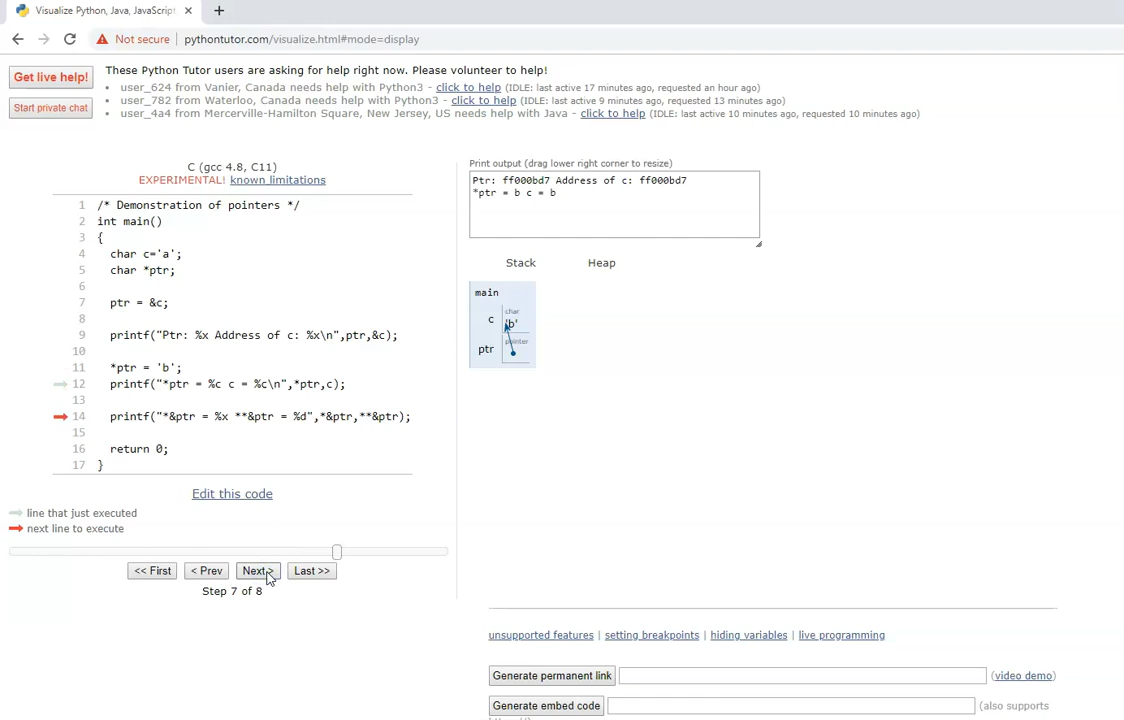 Visualize Python, Java, JavaScript,
Not secure | pythontutor.com/visualize.html#mode=display
Get live help!
Start private chat
These Python Tutor users are asking for help right now. Please volunteer to help!
• user_624 from Vanier, Canada needs help with Python3 - click to help (IDLE: last active 17 minutes ago, requested an hour ago)
• user_782 from Waterloo, Canada needs help with Python3 - click to help (IDLE: last active 9 minutes ago, requested 13 minutes ago)
• user_4a4 from Mercerville-Hamilton Square, New Jersey, US needs help with Java - click to help (IDLE: last active 10 minutes ago, requested 10 minutes ago)
C (gcc 4.8, C11)
EXPERIMENTAL! known limitations
1 /* Demonstration of pointers */
2 int main()
3 {
4 char c='a';
5 char *ptr;
6
7 ptr = &c;
8
9 printf("Ptr: %x Address of c: %x\n",ptr,&c);
10
11 *ptr = 'b';
12 printf("*ptr = %c c = %c\n",*ptr,c);
13
14 printf("*&ptr = %x **&ptr = %d",*&ptr,**&ptr);
15
16 return 0;
17 }
Edit this code
line that just executed
next line to execute
<< First < Prev Next > Last >>
Step 7 of 8
Print output (drag lower right corner to resize)
Ptr: ff000bd7 Address of c: ff000bd7
*ptr = b c = b
Stack Heap
main
c char 'b'
ptr pointer
unsupported features | setting breakpoints | hiding variables | live programming
Generate permanent link (video demo)
Generate embed code (also supports